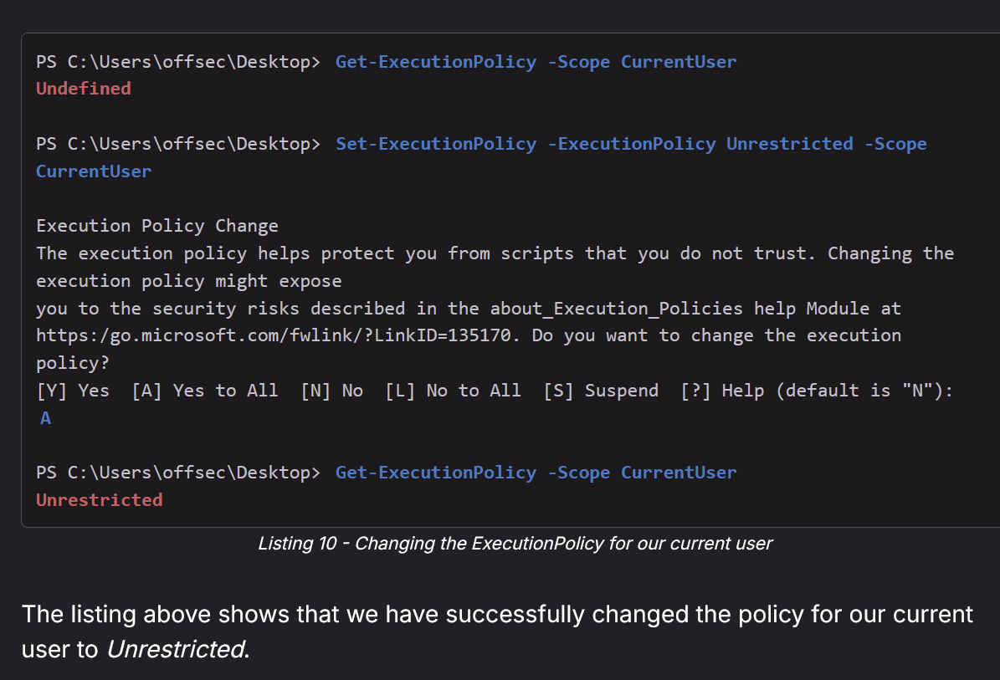 PS C:\Users\offsec\Desktop> Get-ExecutionPolicy -Scope CurrentUser
Undefined
PS C:\Users\offsec\Desktop> Set-ExecutionPolicy -ExecutionPolicy Unrestricted -Scope
CurrentUser
Execution Policy Change
The execution policy helps protect you from scripts that you do not trust. Changing the
execution policy might expose
you to the security risks described in the about_Execution_Policies help Module at
https:/go.microsoft.com/fwlink/?LinkID=135170. Do you want to change the execution
policy?
[Y] Yes  [A] Yes to All  [N] No  [L] No to All  [S] Suspend  [?] Help (default is "N"):
A
PS C:\Users\offsec\Desktop> Get-ExecutionPolicy -Scope CurrentUser
Unrestricted
Listing 10 - Changing the ExecutionPolicy for our current user
The listing above shows that we have successfully changed the policy for our current
user to Unrestricted.